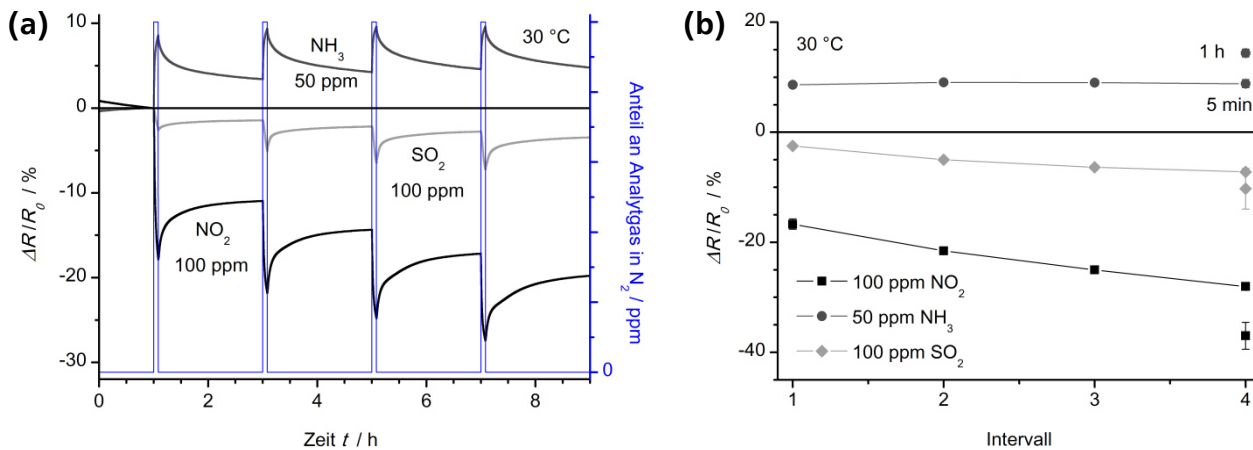 (a)
10
0
-10
-20
-30
ΔR/R₀ / %
NH₃
50 ppm
30 °C
SO₂
100 ppm
NO₂
100 ppm
0
Anteil an Analytgas in N₂ / ppm
0 2 4 6 8
Zeit t / h
(b)
20
0
-20
-40
ΔR/R₀ / %
30 °C
1 h
5 min
100 ppm NO₂
50 ppm NH₃
100 ppm SO₂
1 2 3 4
Intervall